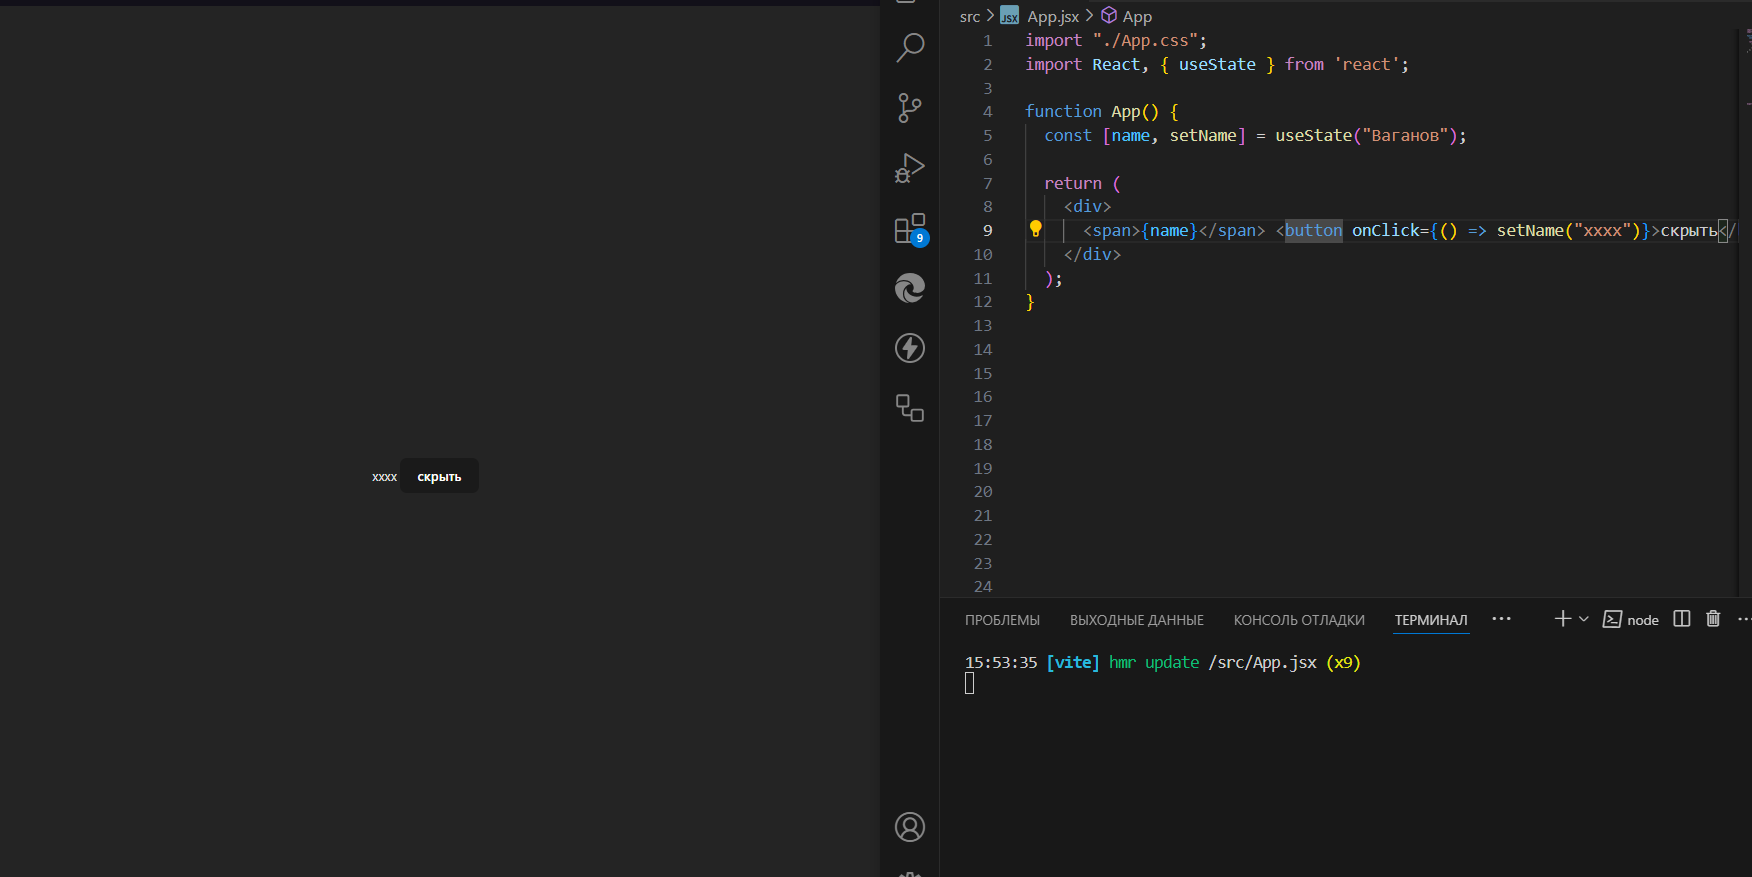 xxxx скрыть
src > JSX App.jsx > App
1 import "./App.css";
2 import React, { useState } from 'react';
3
4 function App() {
5 const [name, setName] = useState("Ваганов");
6
7 return (
8 <div>
9 <span>{name}</span> <button onClick={() => setName("xxxx")}>скрыть</
10 </div>
11 );
12 }
13
14
15
16
17
18
19
20
21
22
23
24
9
ПРОБЛЕМЫ ВЫХОДНЫЕ ДАННЫЕ КОНСОЛЬ ОТЛАДКИ ТЕРМИНАЛ ··· node ···
15:53:35 [vite] hmr update /src/App.jsx (x9)